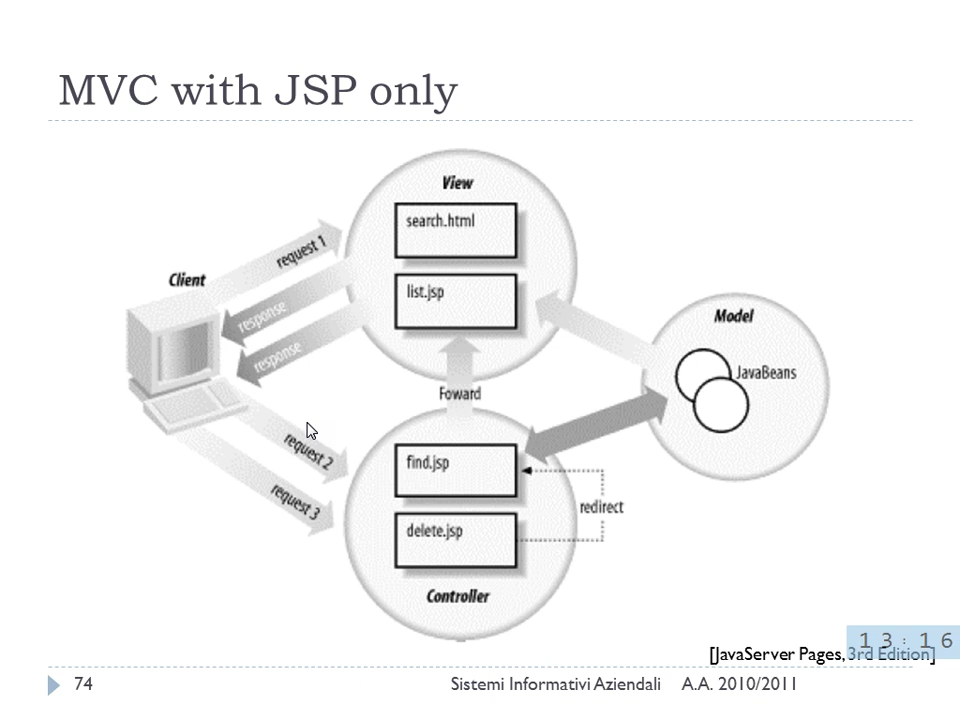 MVC with JSP only
View
search.html
list.jsp
request 1
Client
response
response
Model
JavaBeans
Foward
request 2
request 3
find.jsp
redirect
delete.jsp
Controller
13:16
[JavaServer Pages, 3rd Edition]
74
Sistemi Informativi Aziendali A.A. 2010/2011